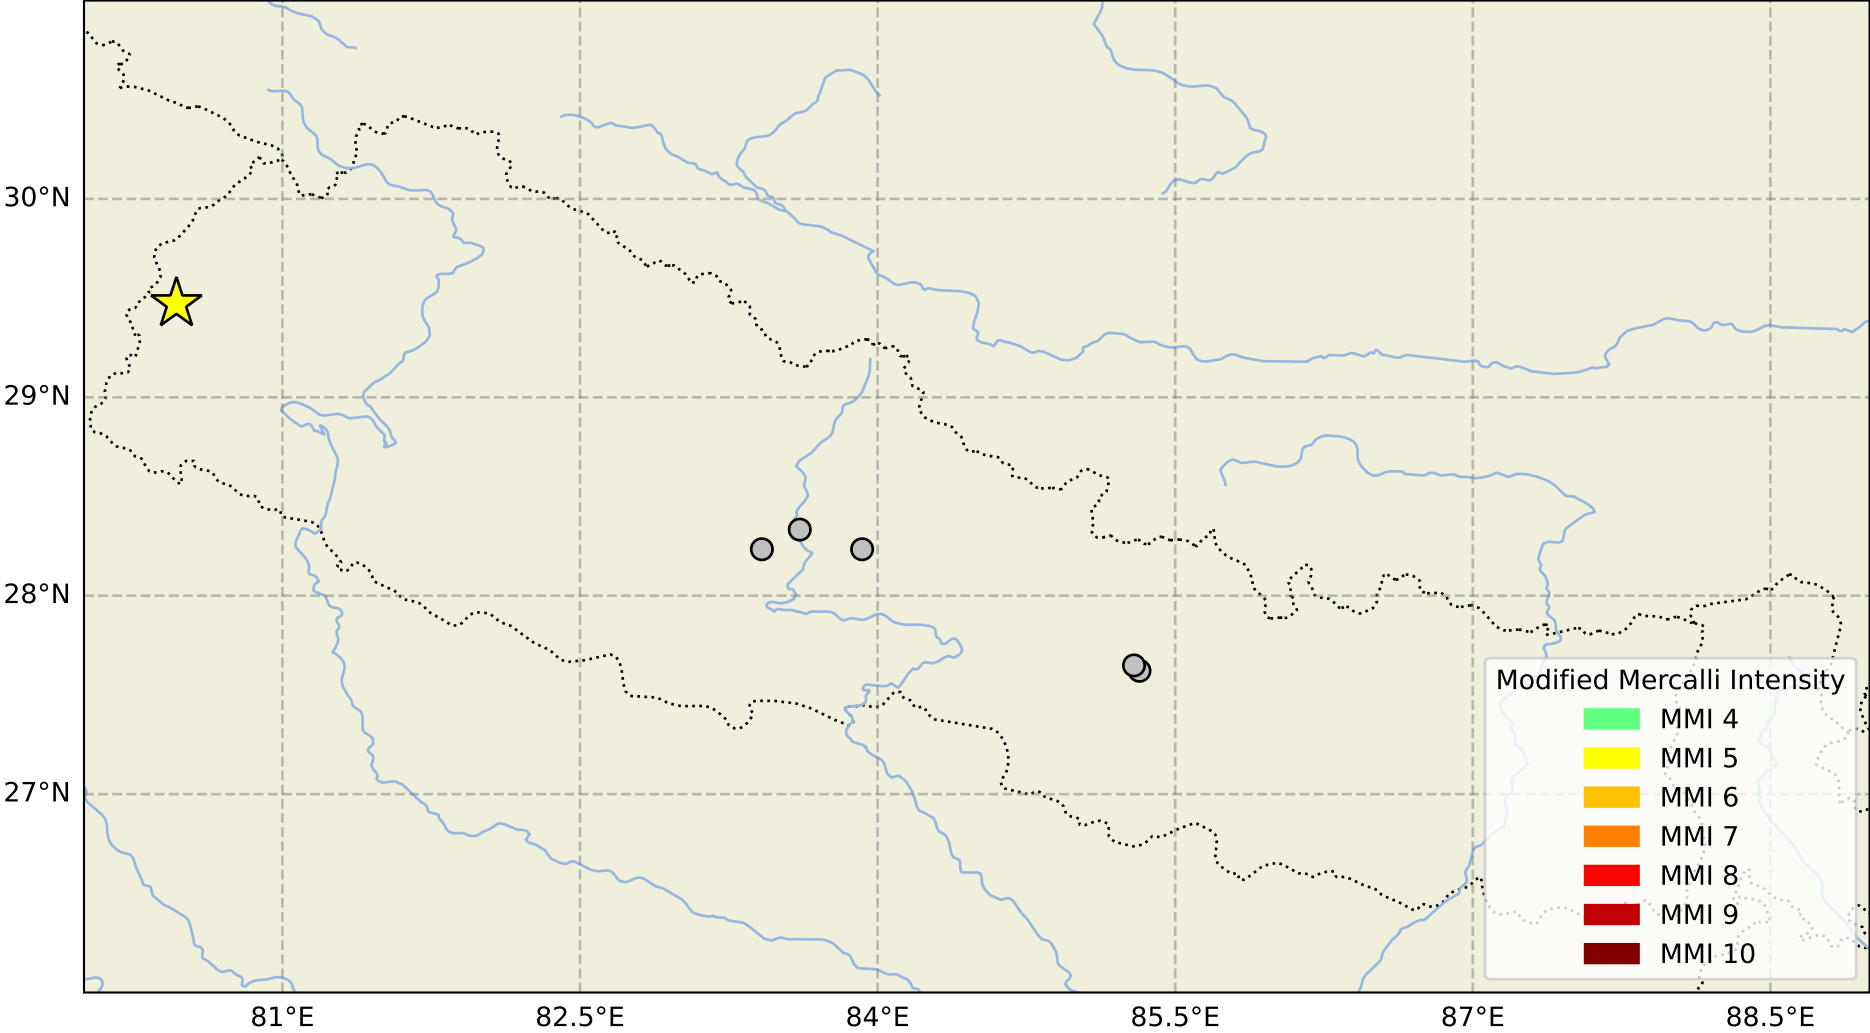 30°N
29°N
28°N
27°N
Modified Mercalli Intensity
MMI 4
MMI 5
MMI 6
MMI 7
MMI 8
MMI 9
MMI 10
81°E 82.5°E 84°E 85.5°E 87°E 88.5°E